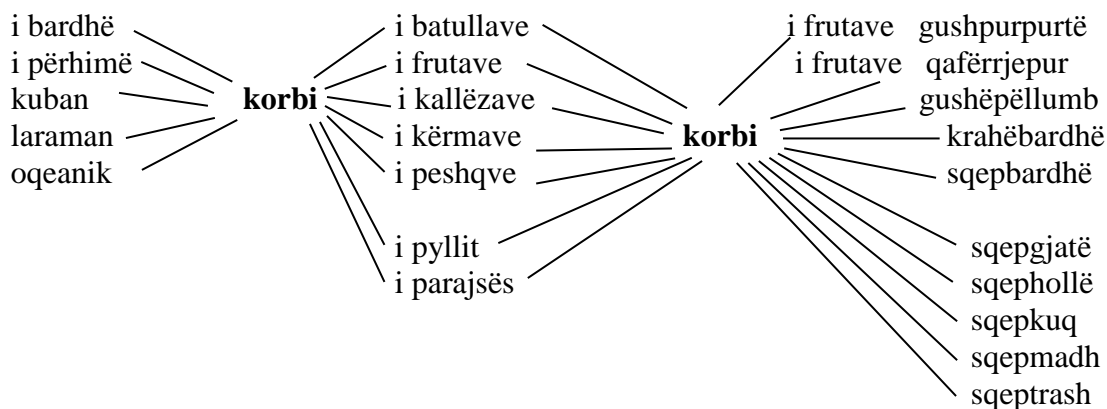 i bardhë i batullave i frutave gushpurpurtë
i përhimë i frutave i frutave qafërrjepur
kuban korbi i kallëzave gushëpëllumb
laraman i kërmave korbi krahëbardhë
oqeanik i peshqve sqepbardhë
i pyllit sqepgjatë
i parajsës sqephollë
sqepkuq
sqepmadh
sqeptrash